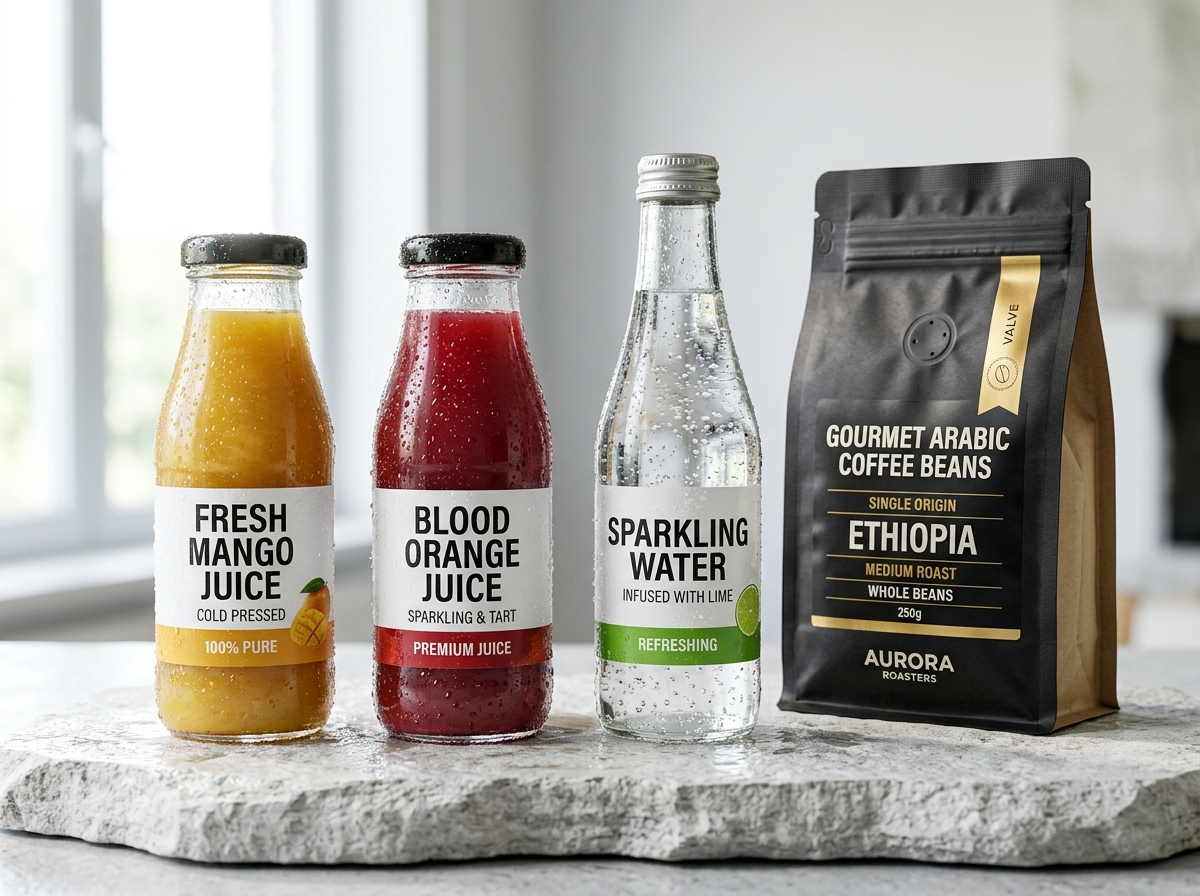 FRESH
MANGO
JUICE
COLD PRESSED
100% PURE
BLOOD
ORANGE
JUICE
SPARKLING & TART
PREMIUM JUICE
SPARKLING
WATER
INFUSED WITH LIME
REFRESHING
VALVE
GOURMET ARABIC
COFFEE BEANS
SINGLE ORIGIN
ETHIOPIA
MEDIUM ROAST
WHOLE BEANS
250g
AURORA
ROASTERS